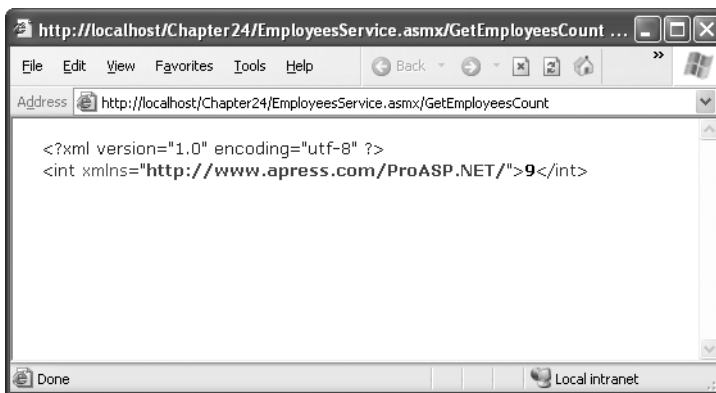 http://localhost/Chapter24/EmployeesService.asmx/GetEmployeesCount ...
File Edit View Favorites Tools Help Back »
Address http://localhost/Chapter24/EmployeesService.asmx/GetEmployeesCount
<?xml version="1.0" encoding="utf-8" ?>
<int xmlns="http://www.apress.com/ProASP.NET/">9</int>
Done Local intranet